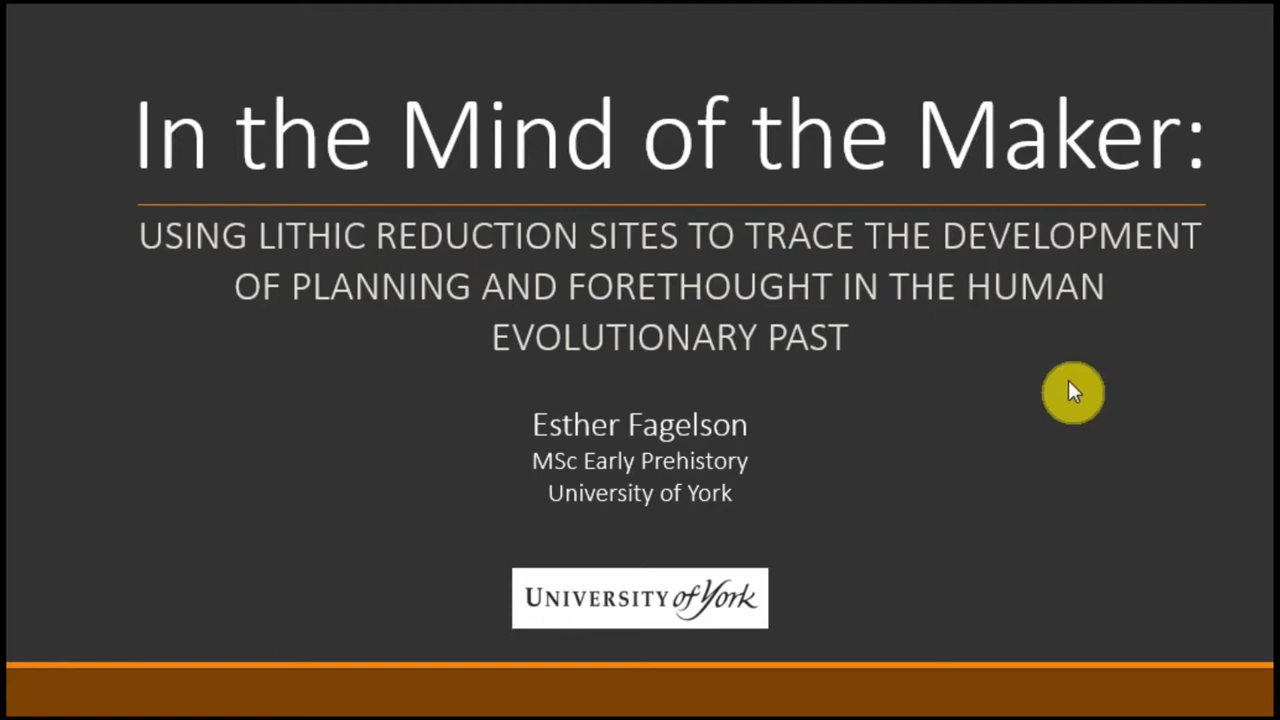 In the Mind of the Maker:
USING LITHIC REDUCTION SITES TO TRACE THE DEVELOPMENT
OF PLANNING AND FORETHOUGHT IN THE HUMAN
EVOLUTIONARY PAST
Esther Fagelson
MSc Early Prehistory
University of York
UNIVERSITY of York